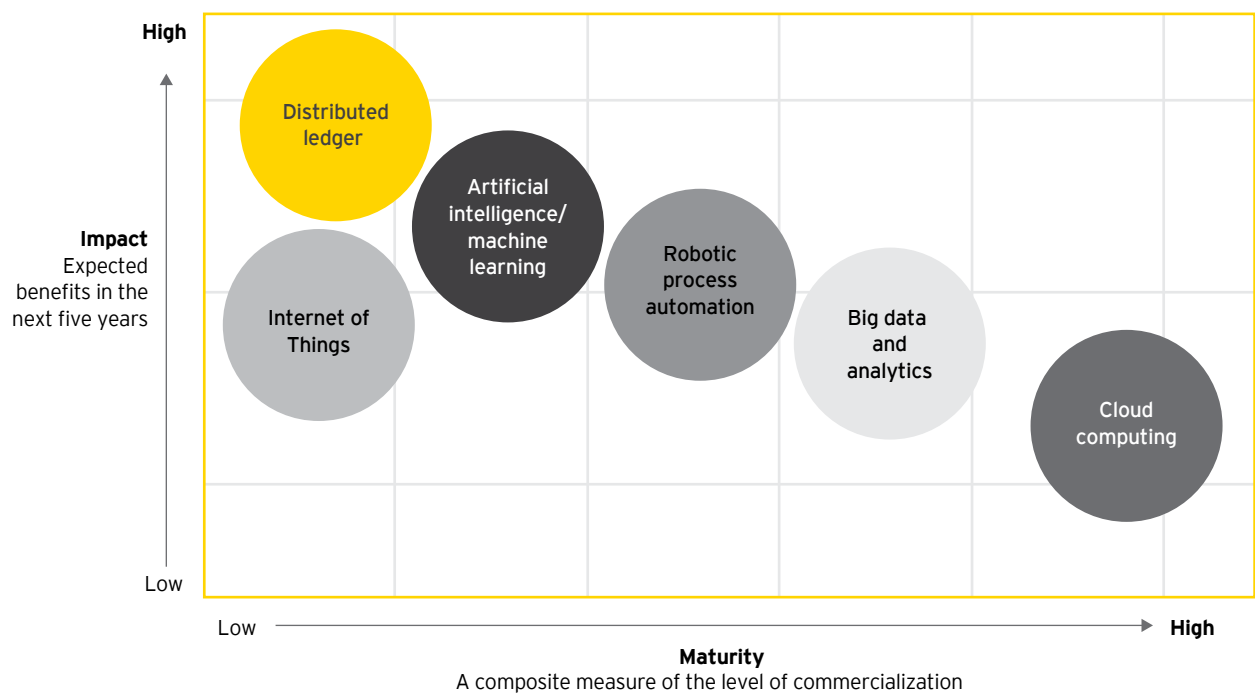 High
Distributed
ledger
Artificial
intelligence/
machine
learning
Impact
Expected
benefits in the
next five years
Robotic
process
automation
Internet of
Things
Big data
and
analytics
Cloud
computing
Low
Low
High
Maturity
A composite measure of the level of commercialization